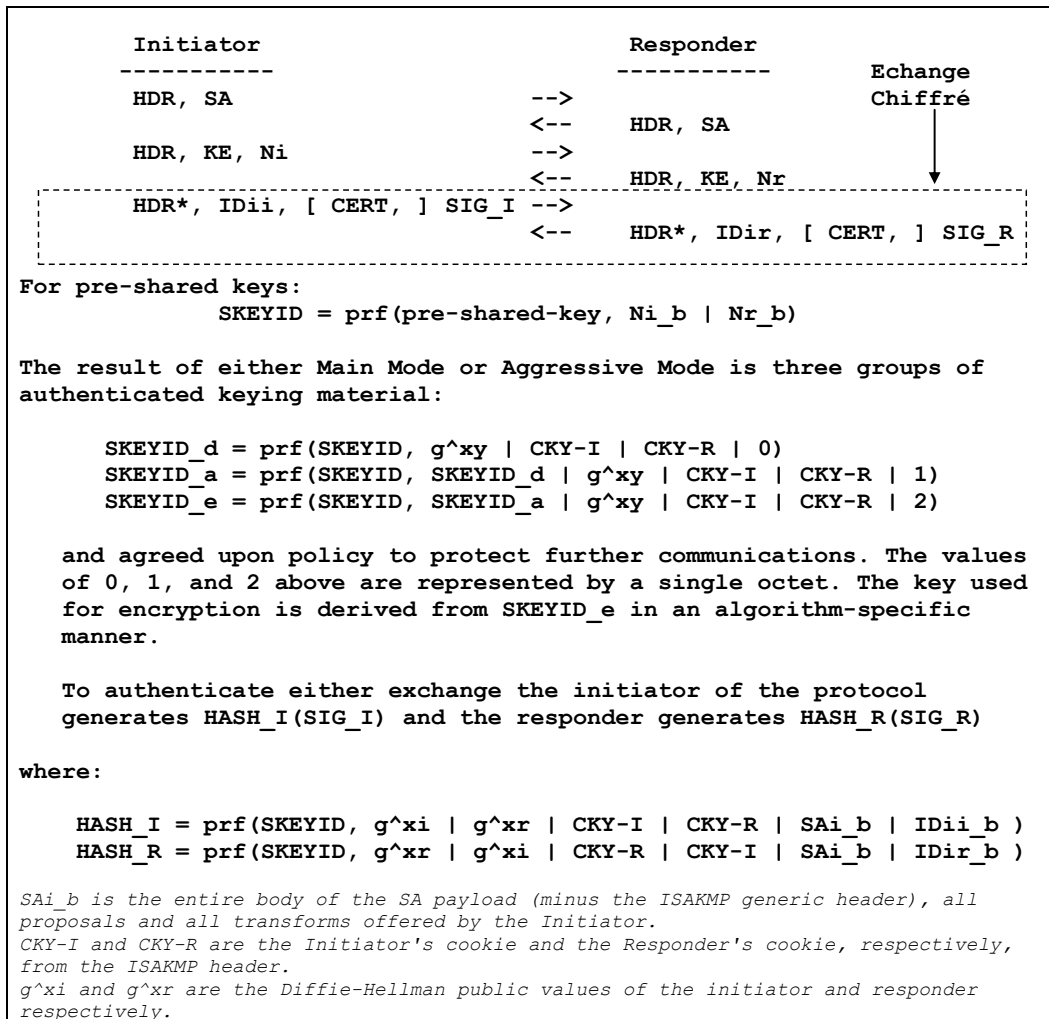 Initiator Responder
----------- ----------- Echange
HDR, SA --> Chiffré
<-- HDR, SA
HDR, KE, Ni -->
<-- HDR, KE, Nr
HDR*, IDii, [ CERT, ] SIG_I -->
<-- HDR*, IDir, [ CERT, ] SIG_R
For pre-shared keys:
SKEYID = prf(pre-shared-key, Ni_b | Nr_b)
The result of either Main Mode or Aggressive Mode is three groups of
authenticated keying material:
SKEYID_d = prf(SKEYID, g^xy | CKY-I | CKY-R | 0)
SKEYID_a = prf(SKEYID, SKEYID_d | g^xy | CKY-I | CKY-R | 1)
SKEYID_e = prf(SKEYID, SKEYID_a | g^xy | CKY-I | CKY-R | 2)
and agreed upon policy to protect further communications. The values
of 0, 1, and 2 above are represented by a single octet. The key used
for encryption is derived from SKEYID_e in an algorithm-specific
manner.
To authenticate either exchange the initiator of the protocol
generates HASH_I(SIG_I) and the responder generates HASH_R(SIG_R)
where:
HASH_I = prf(SKEYID, g^xi | g^xr | CKY-I | CKY-R | SAi_b | IDii_b )
HASH_R = prf(SKEYID, g^xr | g^xi | CKY-R | CKY-I | SAi_b | IDir_b )
SAi_b is the entire body of the SA payload (minus the ISAKMP generic header), all
proposals and all transforms offered by the Initiator.
CKY-I and CKY-R are the Initiator's cookie and the Responder's cookie, respectively,
from the ISAKMP header.
g^xi and g^xr are the Diffie-Hellman public values of the initiator and responder
respectively.